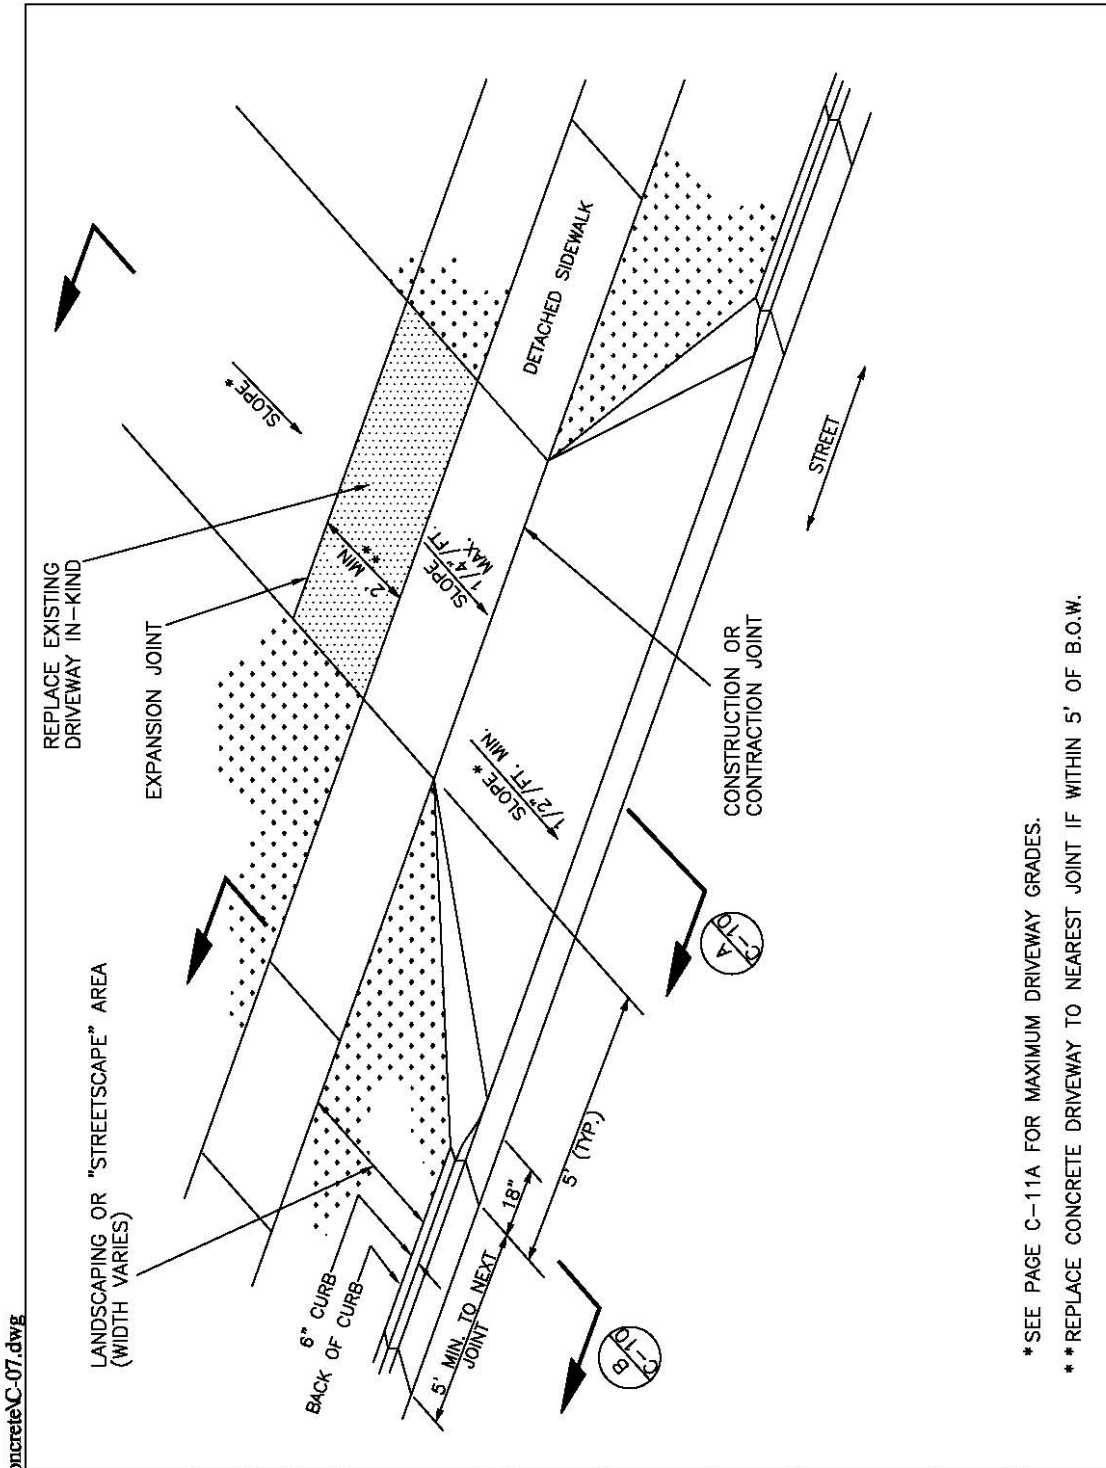 oncrete\C-07.dwg
REPLACE EXISTING
DRIVEWAY IN-KIND
EXPANSION JOINT
LANDSCAPING OR "STREETSCAPE" AREA
(WIDTH VARIES)
SLOPE*
2' MIN.
**
SLOPE
1/4"/FT.
MAX.
DETACHED SIDEWALK
SLOPE *
1/2"/FT. MIN.
STREET
6" CURB
BACK OF CURB
5' MIN. TO NEXT
JOINT
18"
5' (TYP.)
CONSTRUCTION OR
CONTRACTION JOINT
A
C-10
B
C-10
*SEE PAGE C-11A FOR MAXIMUM DRIVEWAY GRADES.
**REPLACE CONCRETE DRIVEWAY TO NEAREST JOINT IF WITHIN 5' OF B.O.W.